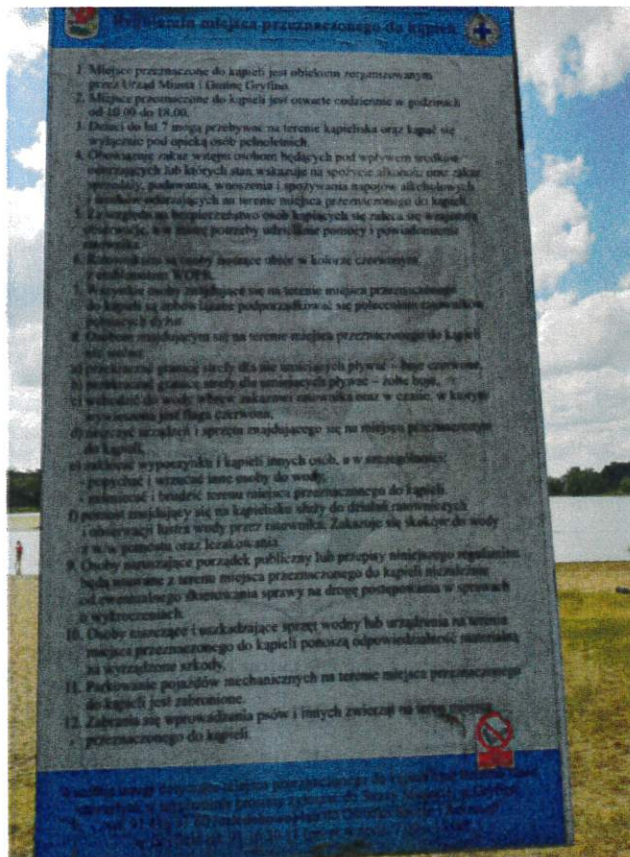 Regulamin miejsca przeznaczonego do kąpieli
1. Miejsce przeznaczone do kąpieli jest obiektem zorganizowanym
przez Urząd Miasta i Gminę Gryfino.
2. Miejsce przeznaczone do kąpieli jest otwarte codziennie w godzinach
od 10.00 do 18.00.
3. Dzieci do lat 7 mogą przebywać na terenie kąpieliska oraz kąpać się
wyłącznie pod opieką osób pełnoletnich.
4. Obowiązuje zakaz wstępu osobom będących pod wpływem środków
odurzających lub których stan wskazuje na spożycie alkoholu oraz zakaz
sprzedaży, podawania, wnoszenia i spożywania napojów alkoholowych
i środków odurzających na terenie miejsca przeznaczonego do kąpieli.
5. Ze względu na bezpieczeństwo osób kąpiących się zaleca się wzajemną
obserwację, a w miarę potrzeby udzielanie pomocy i powiadomienie
ratownika.
6. Ratownikami są osoby noszące ubiór w kolorze czerwonym
z emblematem WOPR.
7. Wszystkie osoby znajdujące się na terenie miejsca przeznaczonego
do kąpieli są zobowiązane podporządkować się poleceniom ratowników
pełniących dyżur.
8. Osobom znajdującym się na terenie miejsca przeznaczonego do kąpieli
nie wolno:
a) przekraczać granicę strefy dla nie umiejących pływać – boje czerwone,
b) przekraczać granicę strefy dla umiejących pływać – żółte boje,
c) wchodzić do wody wbrew zakazowi ratownika oraz w czasie, w którym
wywieszona jest flaga czerwona,
d) niszczyć urządzeń i sprzętu znajdującego się na miejscu przeznaczonym
do kąpieli,
e) zakłócać wypoczynku i kąpieli innych osób, a w szczególności:
- popychać i wrzucać inne osoby do wody,
- zaśmiecać i brudzić terenu miejsca przeznaczonego do kąpieli
f) pomost znajdujący się na kąpielisku służy do działań ratowniczych
i obserwacji lustra wody przez ratownika. Zakazuje się skoków do wody
z w/w pomostu oraz leżakowania.
9. Osoby naruszające porządek publiczny lub przepisy niniejszego regulaminu
będą usuwane z terenu miejsca przeznaczonego do kąpieli niezależnie
od ewentualnego skierowania sprawy na drogę postępowania w sprawach
o wykroczeniach.
10. Osoby niszczące i uszkadzające sprzęt wodny lub urządzenia na terenie
miejsca przeznaczonego do kąpieli ponoszą odpowiedzialność materialną
za wyrządzone szkody.
11. Parkowanie pojazdów mechanicznych na terenie miejsca przeznaczonego
do kąpieli jest zabronione.
12. Zabrania się wprowadzania psów i innych zwierząt na teren miejsca
przeznaczonego do kąpieli.